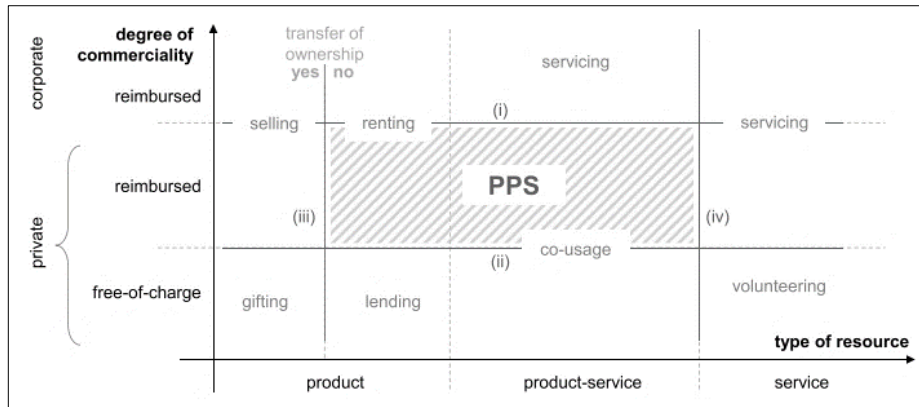 corporate
private
degree of
commerciality
transfer of
ownership
yes no
servicing
reimbursed
selling
renting
(i)
servicing
reimbursed
PPS
(iii)
(iv)
co-usage
(ii)
free-of-charge
gifting
lending
volunteering
type of resource
product
product-service
service